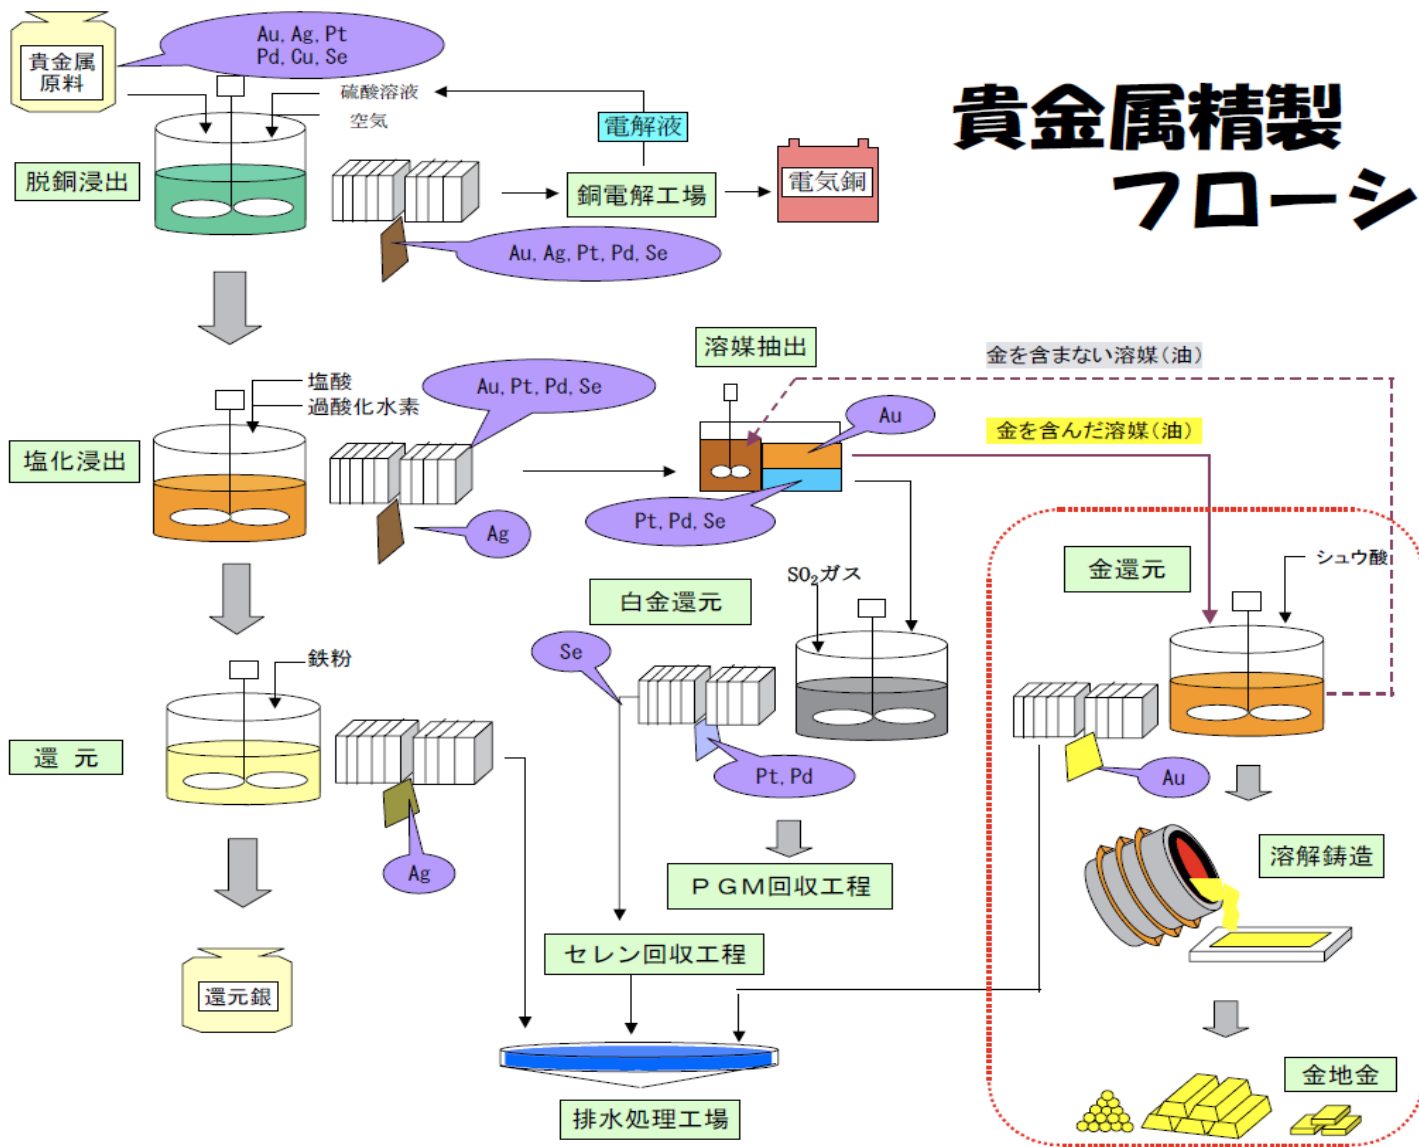 貴金属精製
フローシ
貴金属
原料
Au, Ag, Pt
Pd, Cu, Se
硫酸溶液
空気
電解液
脱銅浸出
銅電解工場
電気銅
Au, Ag, Pt, Pd, Se
溶媒抽出
金を含まない溶媒(油)
塩酸
過酸化水素
Au, Pt, Pd, Se
Au
金を含んだ溶媒(油)
塩化浸出
Ag
Pt, Pd, Se
金還元
シュウ酸
SO₂ガス
白金還元
鉄粉
Se
還 元
Pt, Pd
Au
Ag
溶解鋳造
PGM回収工程
セレン回収工程
還元銀
金地金
排水処理工場